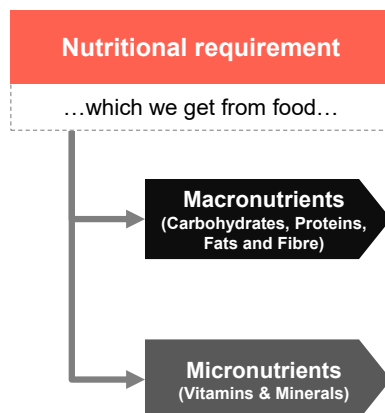 Nutritional requirement
…which we get from food…
Macronutrients
(Carbohydrates, Proteins,
Fats and Fibre)
Micronutrients
(Vitamins & Minerals)